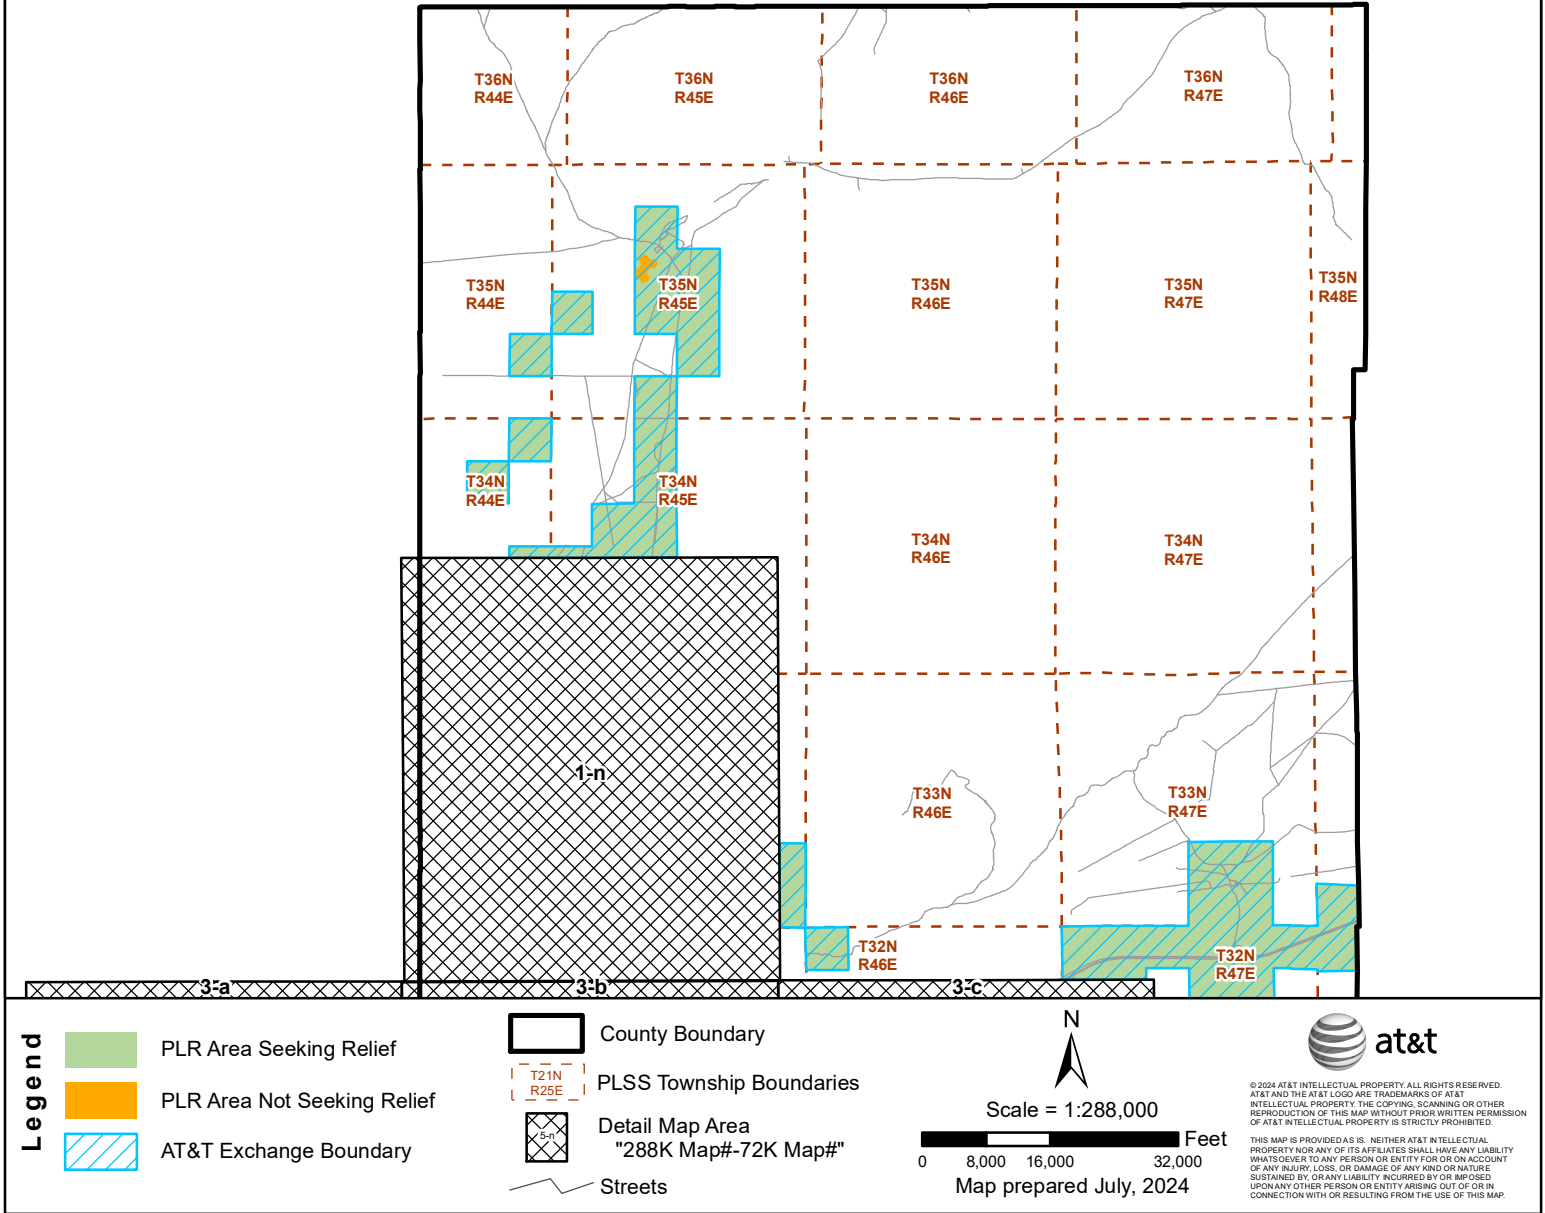 T36N
R44E
T36N
R45E
T36N
R46E
T36N
R47E
T35N
R44E
T35N
R45E
T35N
R46E
T35N
R47E
T35N
R48E
T34N
R44E
T34N
R45E
T34N
R46E
T34N
R47E
1-n
T33N
R46E
T33N
R47E
T32N
R46E
T32N
R47E
3-a
3-b
3-c
Legend
PLR Area Seeking Relief
PLR Area Not Seeking Relief
AT&T Exchange Boundary
County Boundary
T21N
R25E
PLSS Township Boundaries
5-n
Detail Map Area
"288K Map#-72K Map#"
Streets
N
Scale = 1:288,000
Feet
0 8,000 16,000 32,000
Map prepared July, 2024
at&t
© 2024 AT&T INTELLECTUAL PROPERTY. ALL RIGHTS RESERVED.
AT&T AND THE AT&T LOGO ARE TRADEMARKS OF AT&T
INTELLECTUAL PROPERTY. THE COPYING, SCANNING OR OTHER
REPRODUCTION OF THIS MAP WITHOUT PRIOR WRITTEN PERMISSION
OF AT&T INTELLECTUAL PROPERTY IS STRICTLY PROHIBITED.
THIS MAP IS PROVIDED AS IS. NEITHER AT&T INTELLECTUAL
PROPERTY NOR ANY OF ITS AFFILIATES SHALL HAVE ANY LIABILITY
WHATSOEVER TO ANY PERSON OR ENTITY FOR OR ON ACCOUNT
OF ANY INJURY, LOSS, OR DAMAGE OF ANY KIND OR NATURE
SUSTAINED BY, OR ANY LIABILITY INCURRED BY OR IMPOSED
UPON ANY OTHER PERSON OR ENTITY ARISING OUT OF OR IN
CONNECTION WITH OR RESULTING FROM THE USE OF THIS MAP.